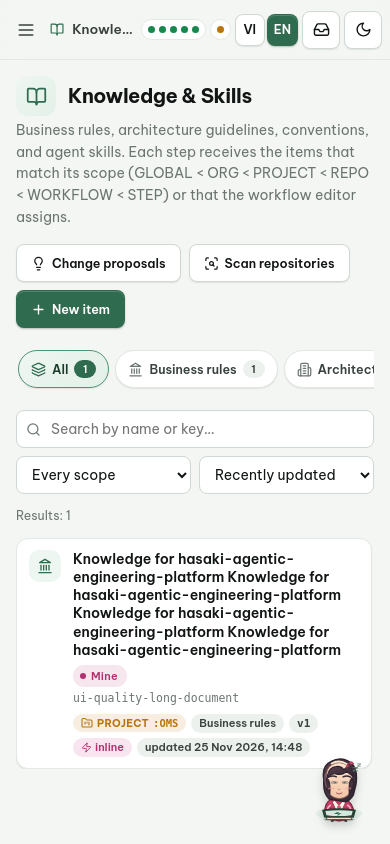 Knowle...
VI
EN
Knowledge & Skills
Business rules, architecture guidelines, conventions,
and agent skills. Each step receives the items that
match its scope (GLOBAL < ORG < PROJECT < REPO
< WORKFLOW < STEP) or that the workflow editor
assigns.
Change proposals
Scan repositories
New item
All 1
Business rules 1
Architect
Search by name or key...
Every scope
Recently updated
Results: 1
Knowledge for hasaki-agentic-
engineering-platform Knowledge for
hasaki-agentic-engineering-platform
Knowledge for hasaki-agentic-
engineering-platform Knowledge for
hasaki-agentic-engineering-platform
Mine
ui-quality-long-document
PROJECT :OMS Business rules v1
inline updated 25 Nov 2026, 14:48